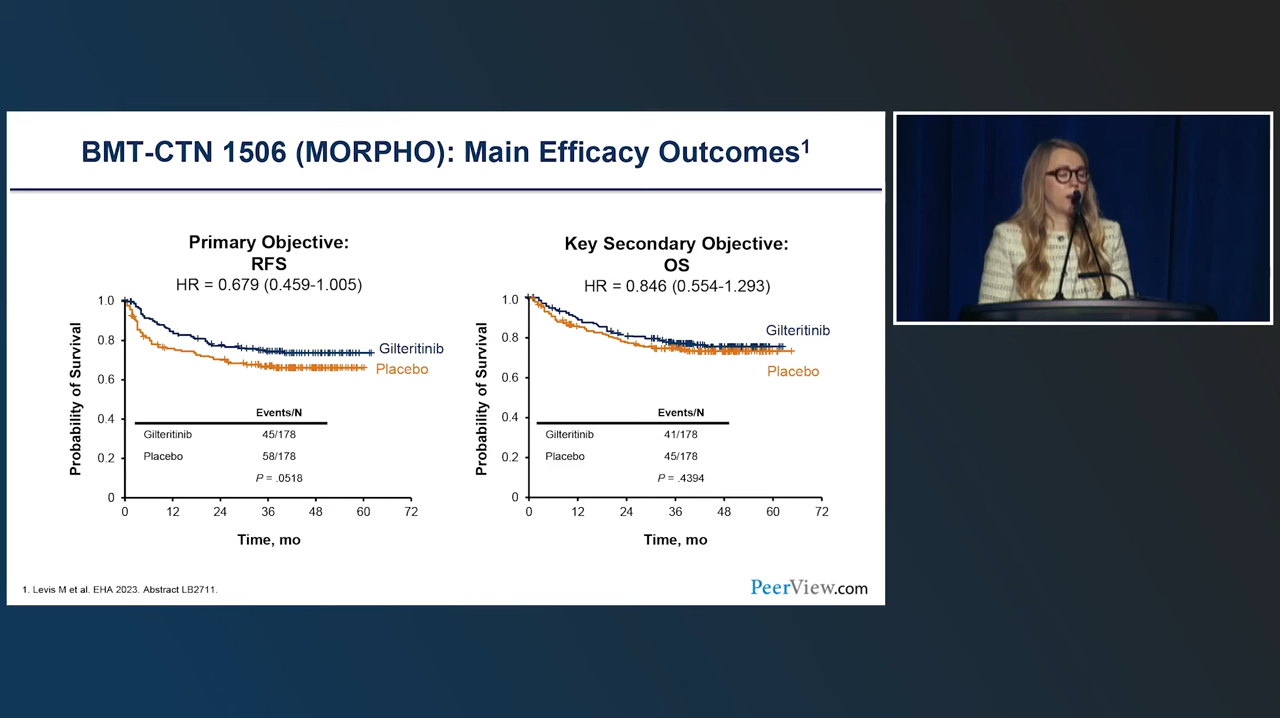 BMT-CTN 1506 (MORPHO): Main Efficacy Outcomes1
Primary Objective:
RFS
HR = 0.679 (0.459-1.005)
Probability of Survival
1.0
0.8
0.6
0.4
0.2
0
Gilteritinib
Placebo
Events/N
Gilteritinib 45/178
Placebo 58/178
P = .0518
0 12 24 36 48 60 72
Time, mo
Key Secondary Objective:
OS
HR = 0.846 (0.554-1.293)
Probability of Survival
1.0
0.8
0.6
0.4
0.2
0
Gilteritinib
Placebo
Events/N
Gilteritinib 41/178
Placebo 45/178
P = .4394
0 12 24 36 48 60 72
Time, mo
1. Levis M et al. EHA 2023. Abstract LB2711.
PeerView.com